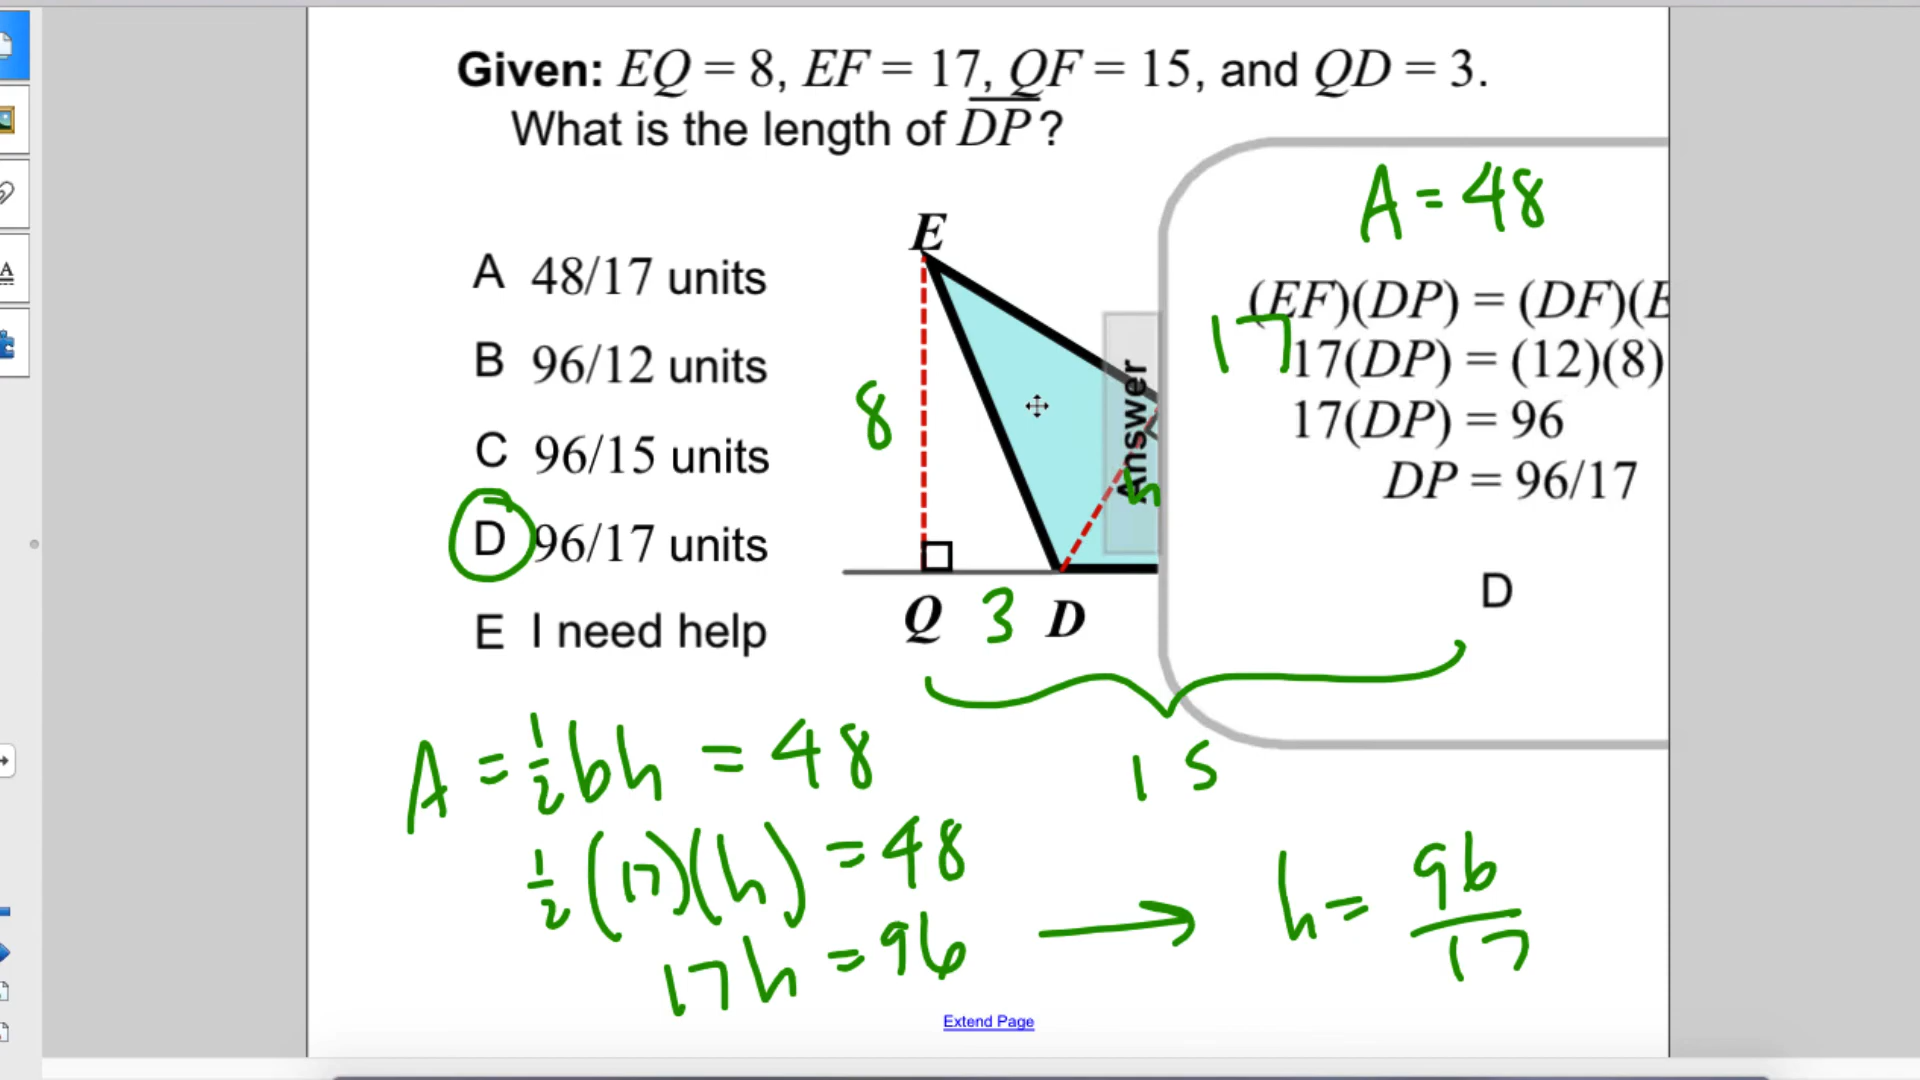 Given: EQ = 8, EF = 17, QF = 15, and QD = 3.
What is the length of DP?
A 48/17 units
B 96/12 units
C 96/15 units
D 96/17 units
E I need help
E
8
Q 3 D
h
Answer
17
15
A = 48
(EF)(DP) = (DF)(E
17(DP) = (12)(8)
17(DP) = 96
DP = 96/17
D
A = 1/2 bh = 48
1/2 (17)(h) = 48
17h = 96 → h = 96/17
Extend Page
A